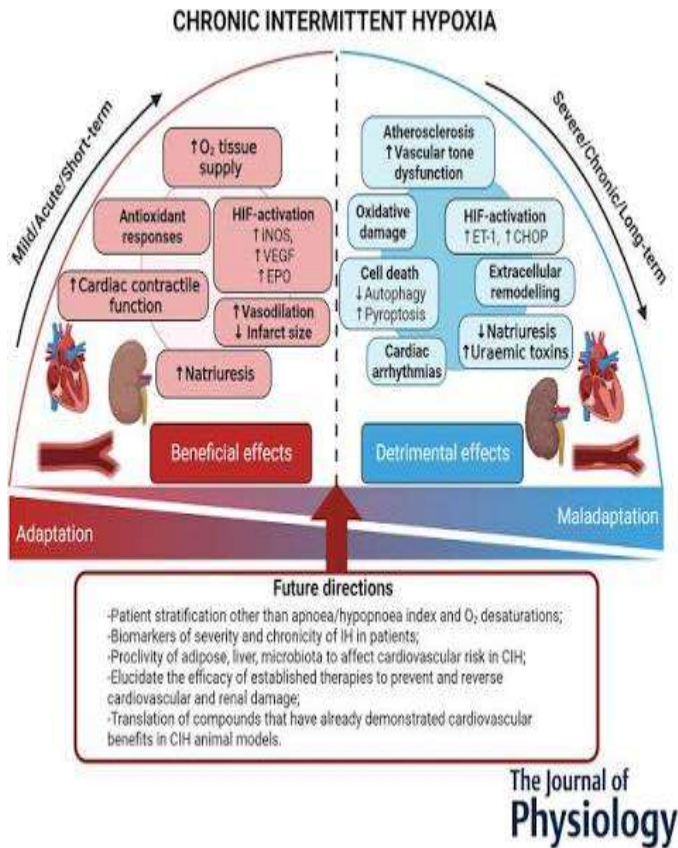 CHRONIC INTERMITTENT HYPOXIA
Mild/Acute/Short-term
↑O₂ tissue
supply
Antioxidant
responses
HIF-activation
↑iNOS,
↑VEGF
↑EPO
↑Cardiac contractile
function
↑Vasodilation
↓ Infarct size
↑Natriuresis
Beneficial effects
Severe/Chronic/Long-term
Atherosclerosis
↑Vascular tone
dysfunction
Oxidative
damage
HIF-activation
↑ET-1, ↑CHOP
Cell death
↓Autophagy
↑Pyroptosis
Extracellular
remodelling
↓Natriuresis
↑Uraemic toxins
Cardiac
arrhythmias
Detrimental effects
Adaptation
Maladaptation
Future directions
-Patient stratification other than apnoea/hypopnoea index and O₂ desaturations;
-Biomarkers of severity and chronicity of IH in patients;
-Proclivity of adipose, liver, microbiota to affect cardiovascular risk in CIH;
-Elucidate the efficacy of established therapies to prevent and reverse
cardiovascular and renal damage;
-Translation of compounds that have already demonstrated cardiovascular
benefits in CIH animal models.
The Journal of
Physiology